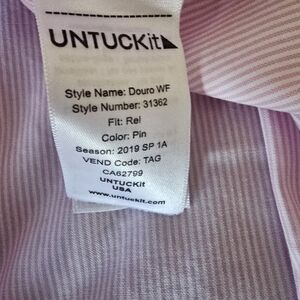 UNTUCKit
Style Name: Douro WF
Style Number: 31362
Fit: Rel
Color: Pin
Season: 2019 SP 1A
VEND Code: TAG
CA62799
UNTUCKit
USA
www.untuckit.com